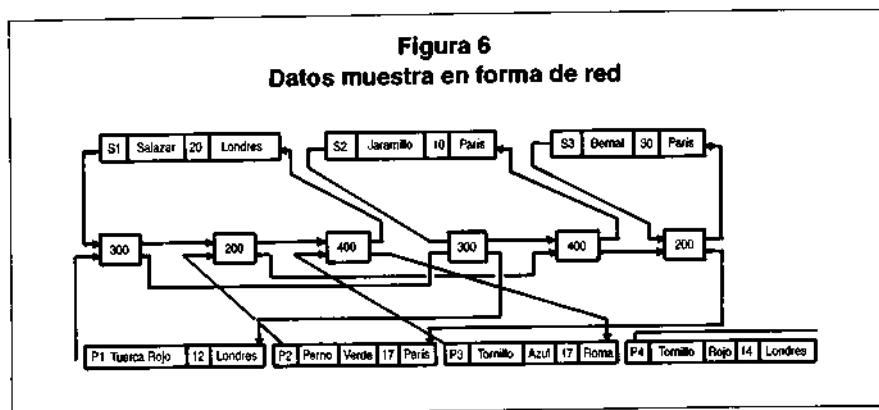 Figura 6
Datos muestra en forma de red
S1 Salazar 20 Londres
S2 Jaramillo 10 Paris
S3 Bernal 30 Paris
300
200
400
300
400
200
P1 Tuerca Rojo 12 Londres
P2 Perno Verde 17 París
P3 Tornillo Azul 17 Roma
P4 Tornillo Rojo 14 Londres